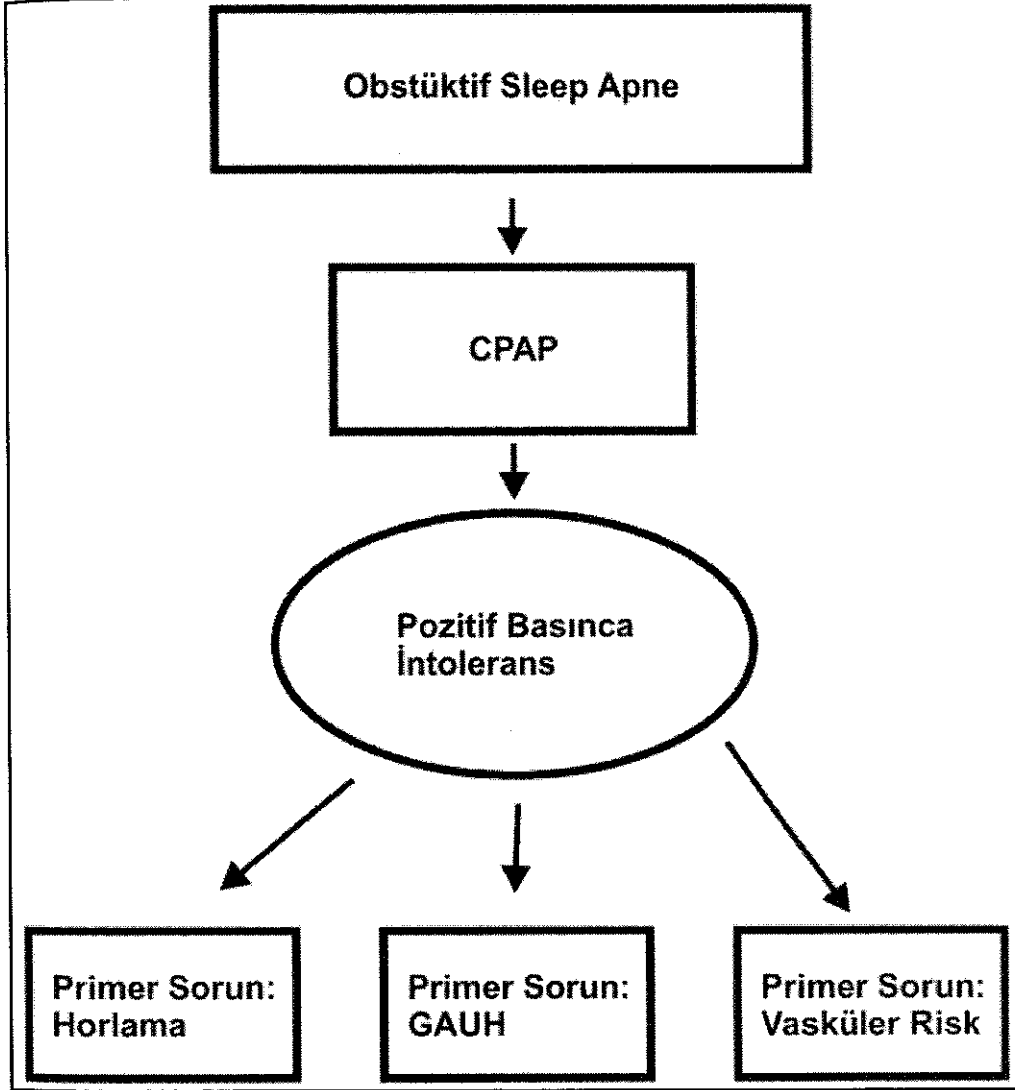 Obstüktif Sleep Apne
CPAP
Pozitif Basınca
İntolerans
Primer Sorun:
Horlama
Primer Sorun:
GAUH
Primer Sorun:
Vasküler Risk